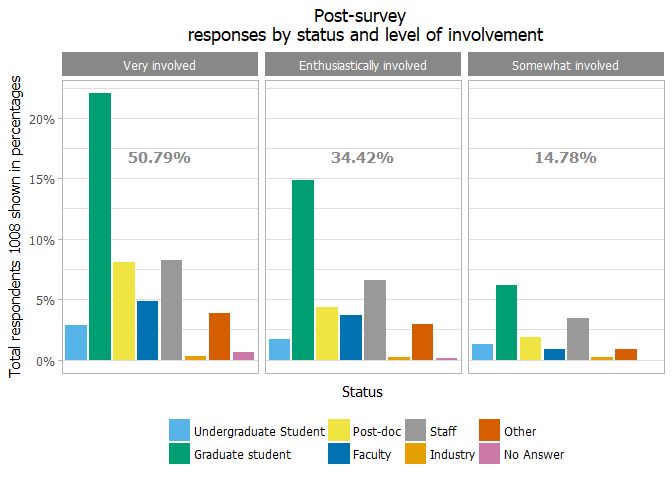 Post-survey
responses by status and level of involvement
Very involved
Enthusiastically involved
Somewhat involved
Total respondents 1008 shown in percentages
20%
15%
10%
5%
0%
50.79%
34.42%
14.78%
Status
Undergraduate Student
Post-doc
Staff
Other
Graduate student
Faculty
Industry
No Answer